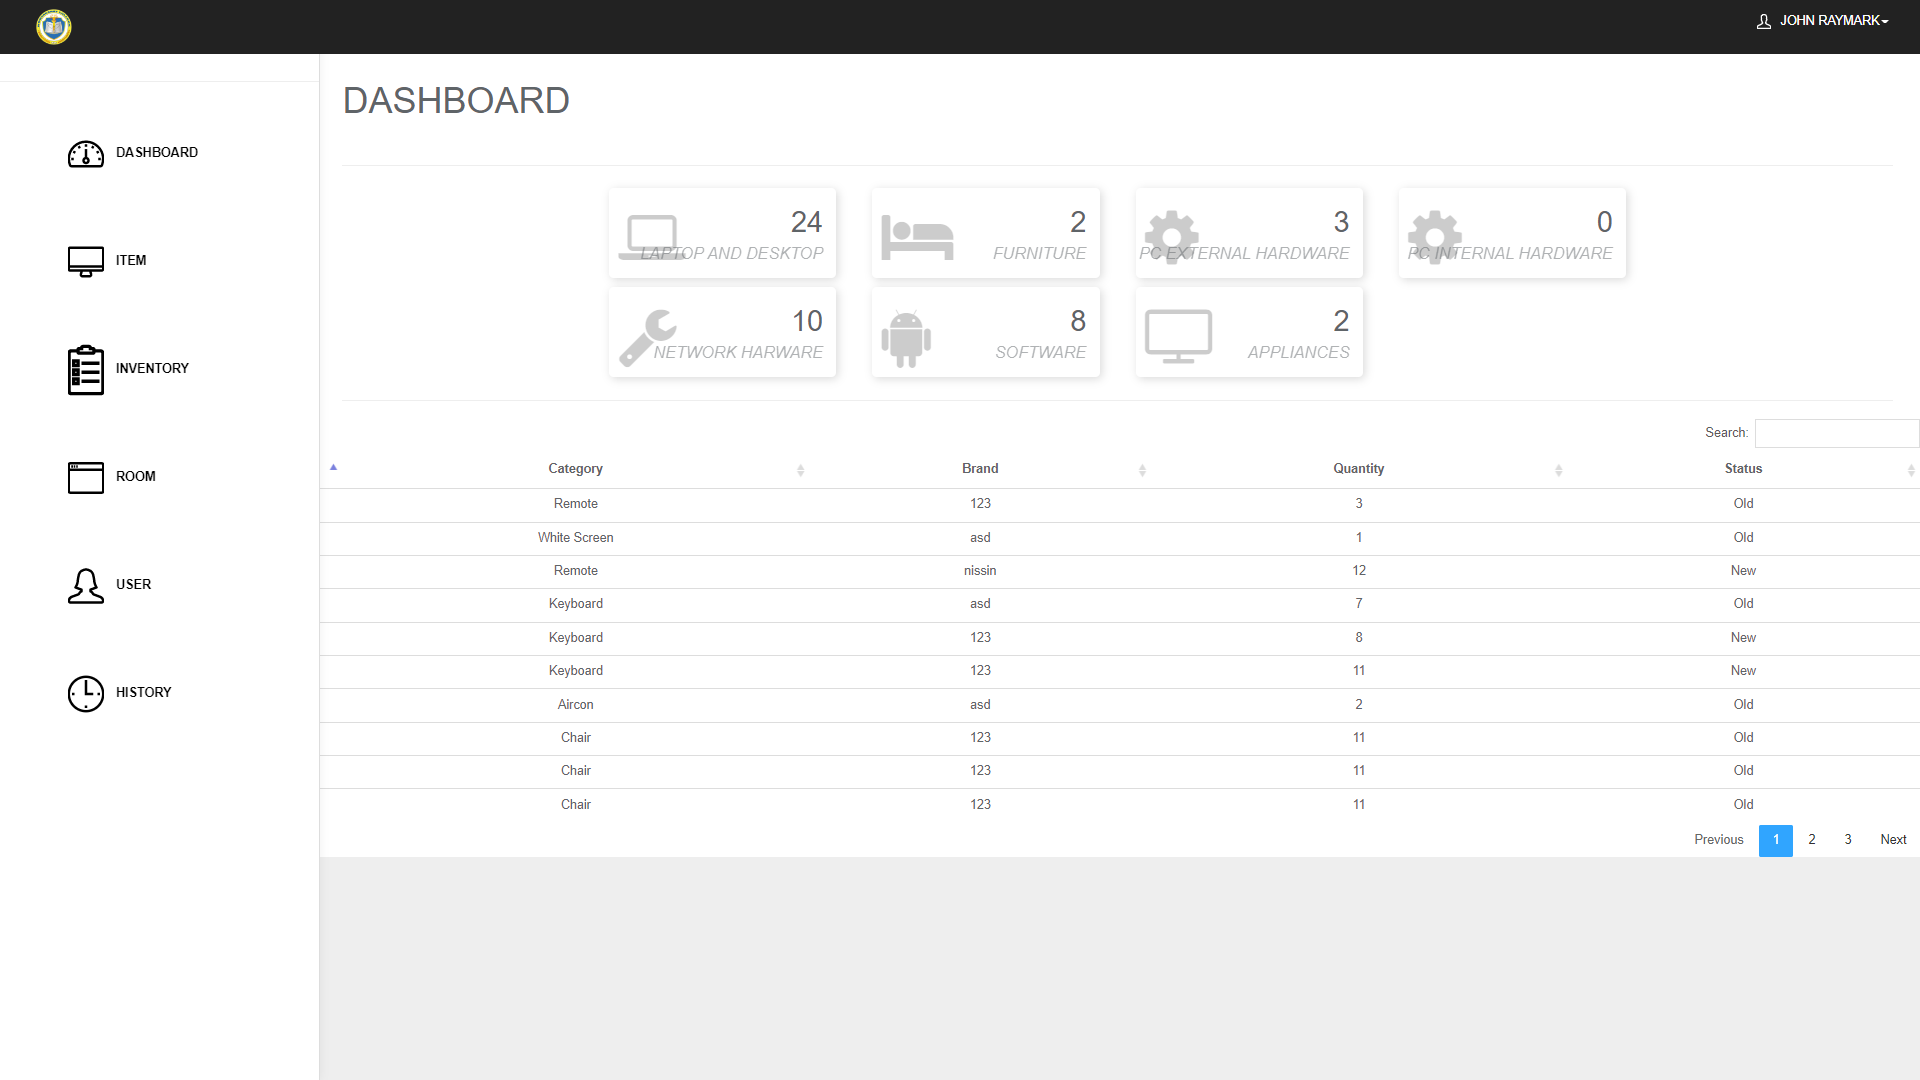 JOHN RAYMARK
DASHBOARD
DASHBOARD
ITEM
INVENTORY
ROOM
USER
HISTORY
24
LAPTOP AND DESKTOP
2
FURNITURE
3
PC EXTERNAL HARDWARE
0
PC INTERNAL HARDWARE
10
NETWORK HARWARE
8
SOFTWARE
2
APPLIANCES
Search:
Category Brand Quantity Status
Remote 123 3 Old
White Screen asd 1 Old
Remote nissin 12 New
Keyboard asd 7 Old
Keyboard 123 8 New
Keyboard 123 11 New
Aircon asd 2 Old
Chair 123 11 Old
Chair 123 11 Old
Chair 123 11 Old
Previous 1 2 3 Next